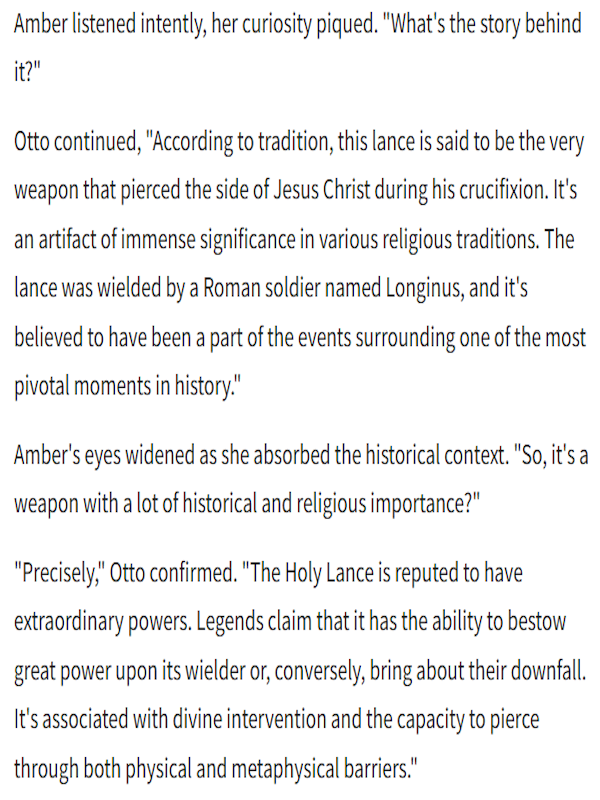 Amber listened intently, her curiosity piqued. "What's the story behind
it?"
Otto continued, "According to tradition, this lance is said to be the very
weapon that pierced the side of Jesus Christ during his crucifixion. It's
an artifact of immense significance in various religious traditions. The
lance was wielded by a Roman soldier named Longinus, and it's
believed to have been a part of the events surrounding one of the most
pivotal moments in history."
Amber's eyes widened as she absorbed the historical context. "So, it's a
weapon with a lot of historical and religious importance?"
"Precisely," Otto confirmed. "The Holy Lance is reputed to have
extraordinary powers. Legends claim that it has the ability to bestow
great power upon its wielder or, conversely, bring about their downfall.
It's associated with divine intervention and the capacity to pierce
through both physical and metaphysical barriers."